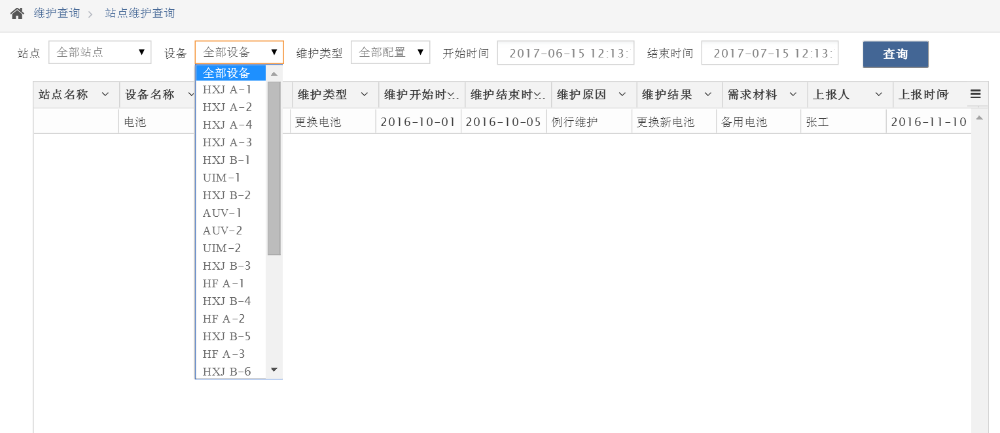 维护查询 > 站点维护查询
站点 全部站点 设备 全部设备 维护类型 全部配置 开始时间 2017-06-15 12:13: 结束时间 2017-07-15 12:13: 查询
站点名称 设备名称 维护类型 维护开始时... 维护结束时... 维护原因 维护结果 需求材料 上报人 上报时间
电池 更换电池 2016-10-01 2016-10-05 例行维护 更换新电池 备用电池 张工 2016-11-10
全部设备
HXJ A-1
HXJ A-2
HXJ A-4
HXJ A-3
HXJ B-1
UIM-1
HXJ B-2
AUV-1
AUV-2
UIM-2
HXJ B-3
HF A-1
HXJ B-4
HF A-2
HXJ B-5
HF A-3
HXJ B-6